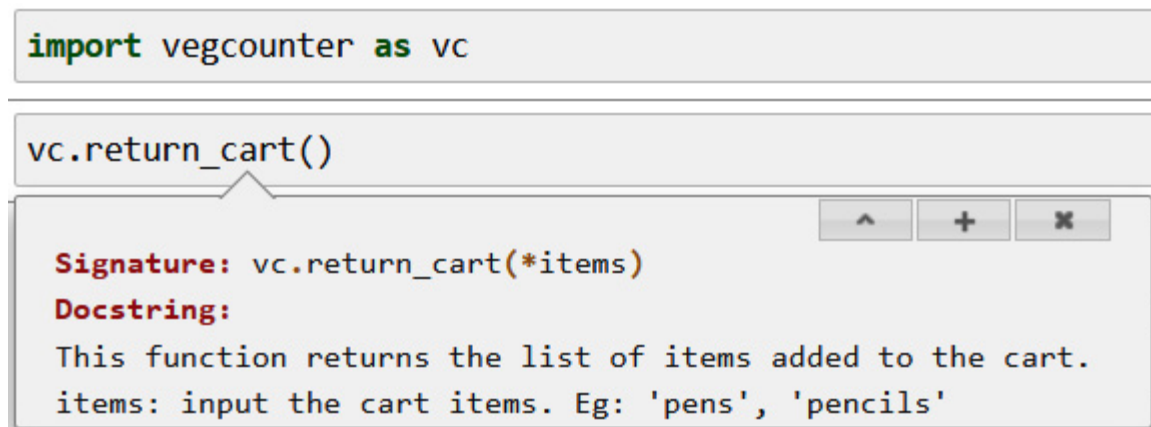 import vegcounter as vc
vc.return_cart()
Signature: vc.return_cart(*items)
Docstring:
This function returns the list of items added to the cart.
items: input the cart items. Eg: 'pens', 'pencils'